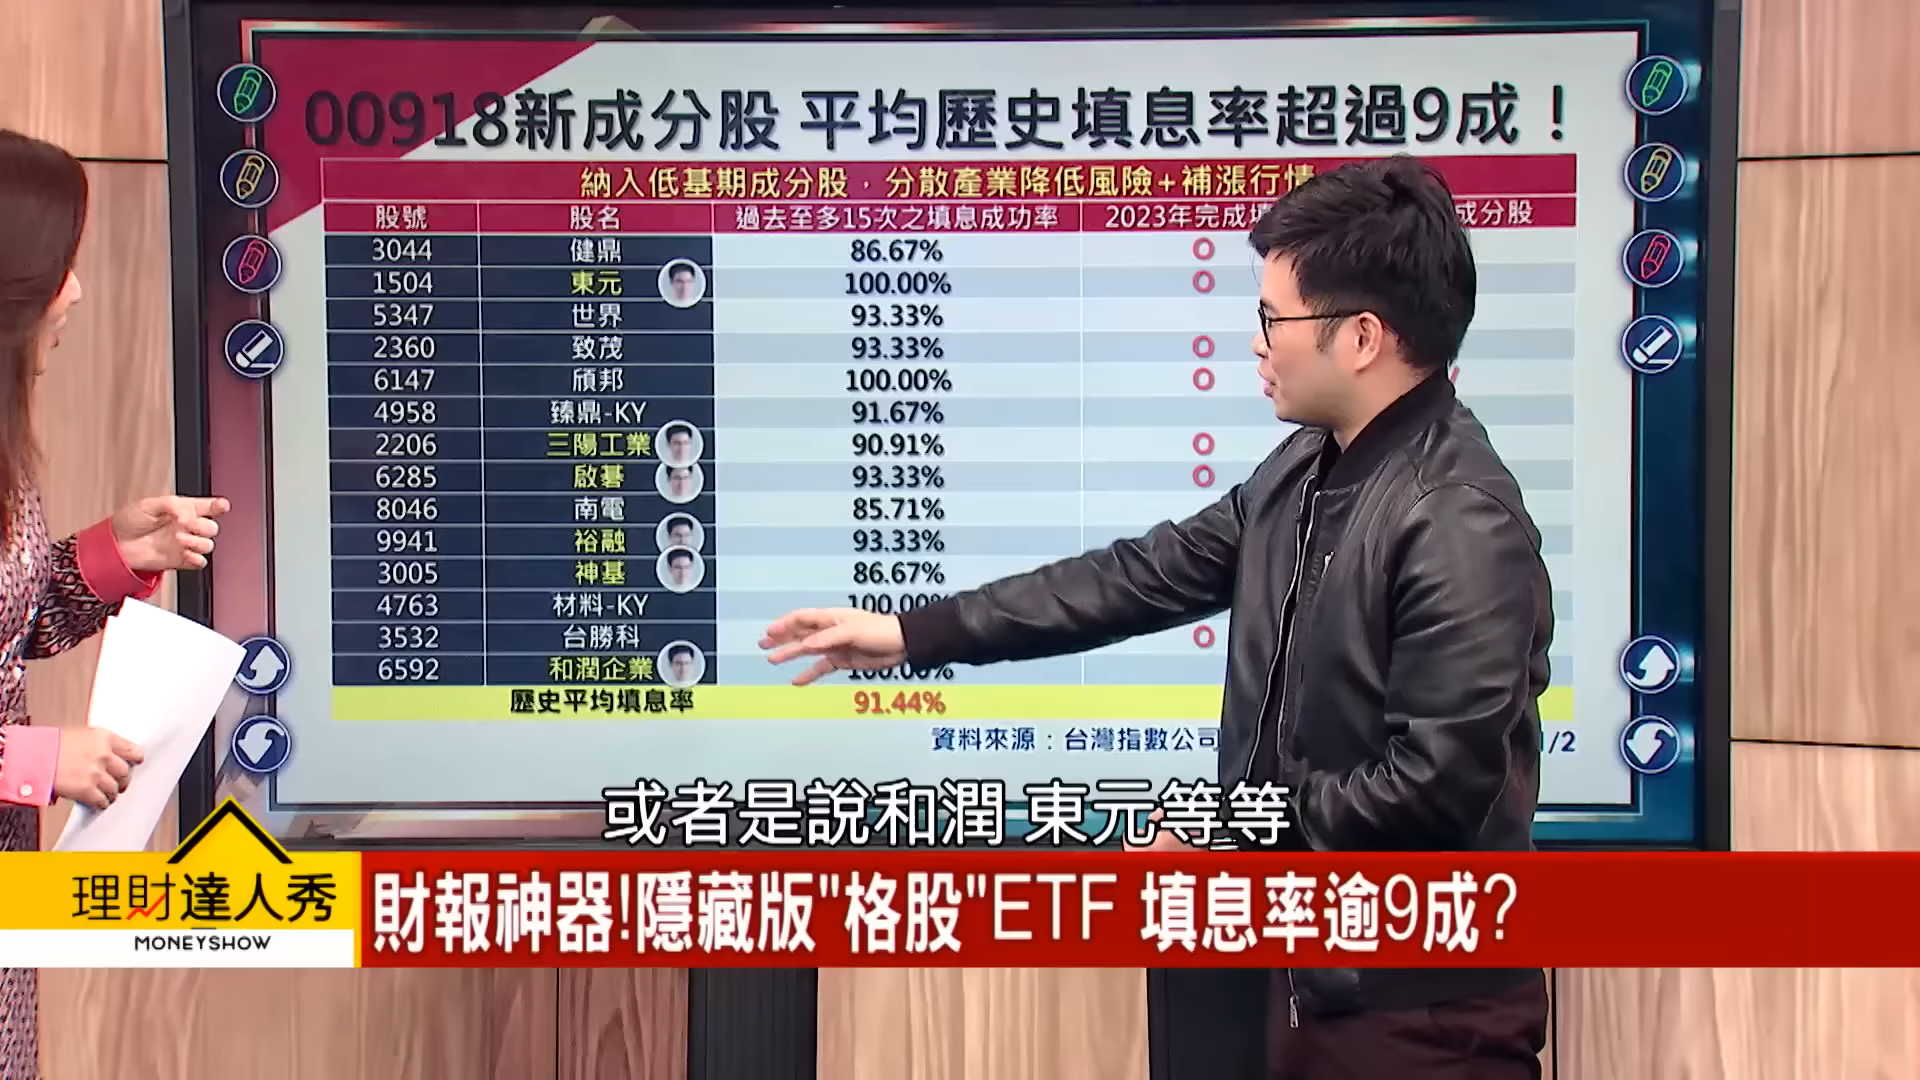 00918新成分股 平均歷史填息率超過9成！
納入低基期成分股，分散產業降低風險+補漲行情
股號 股名 過去至多15次之填息成功率 2023年完成填 成分股
3044 健鼎 86.67% O
1504 東元 100.00% O
5347 世界 93.33%
2360 致茂 93.33% O
6147 頎邦 100.00% O
4958 臻鼎-KY 91.67%
2206 三陽工業 90.91% O
6285 啟碁 93.33% O
8046 南電 85.71%
9941 裕融 93.33%
3005 神基 86.67%
4763 材料-KY 100.00%
3532 台勝科 O
6592 和潤企業 100.00%
歷史平均填息率 91.44%
資料來源：台灣指數公司 1/2
或者是說和潤 東元等等
理財達人秀
MONEYSHOW
財報神器!隱藏版"格股"ETF 填息率逾9成?